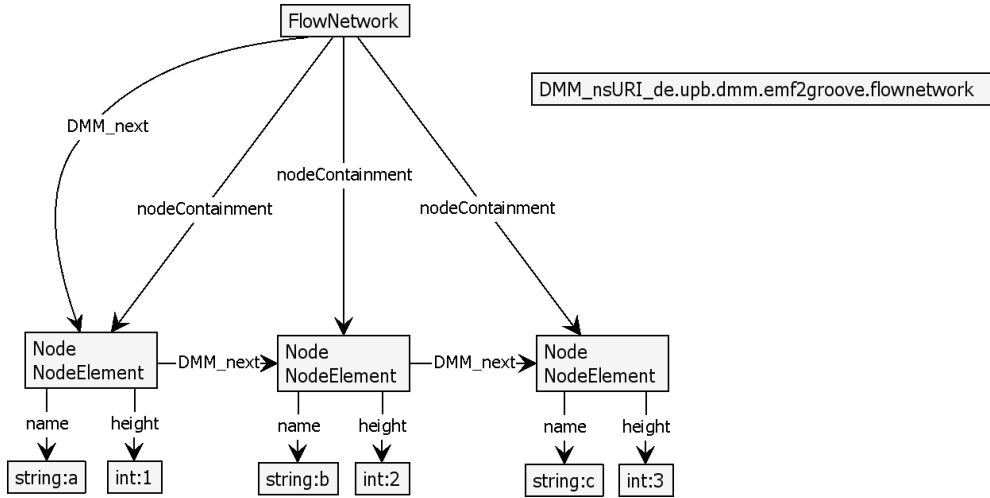 FlowNetwork
DMM_nsURI_de.upb.dmm.emf2groove.flownetwork
DMM_next
nodeContainment
nodeContainment
nodeContainment
Node
NodeElement
DMM_next
Node
NodeElement
DMM_next
Node
NodeElement
name
height
name
height
name
height
string:a
int:1
string:b
int:2
string:c
int:3